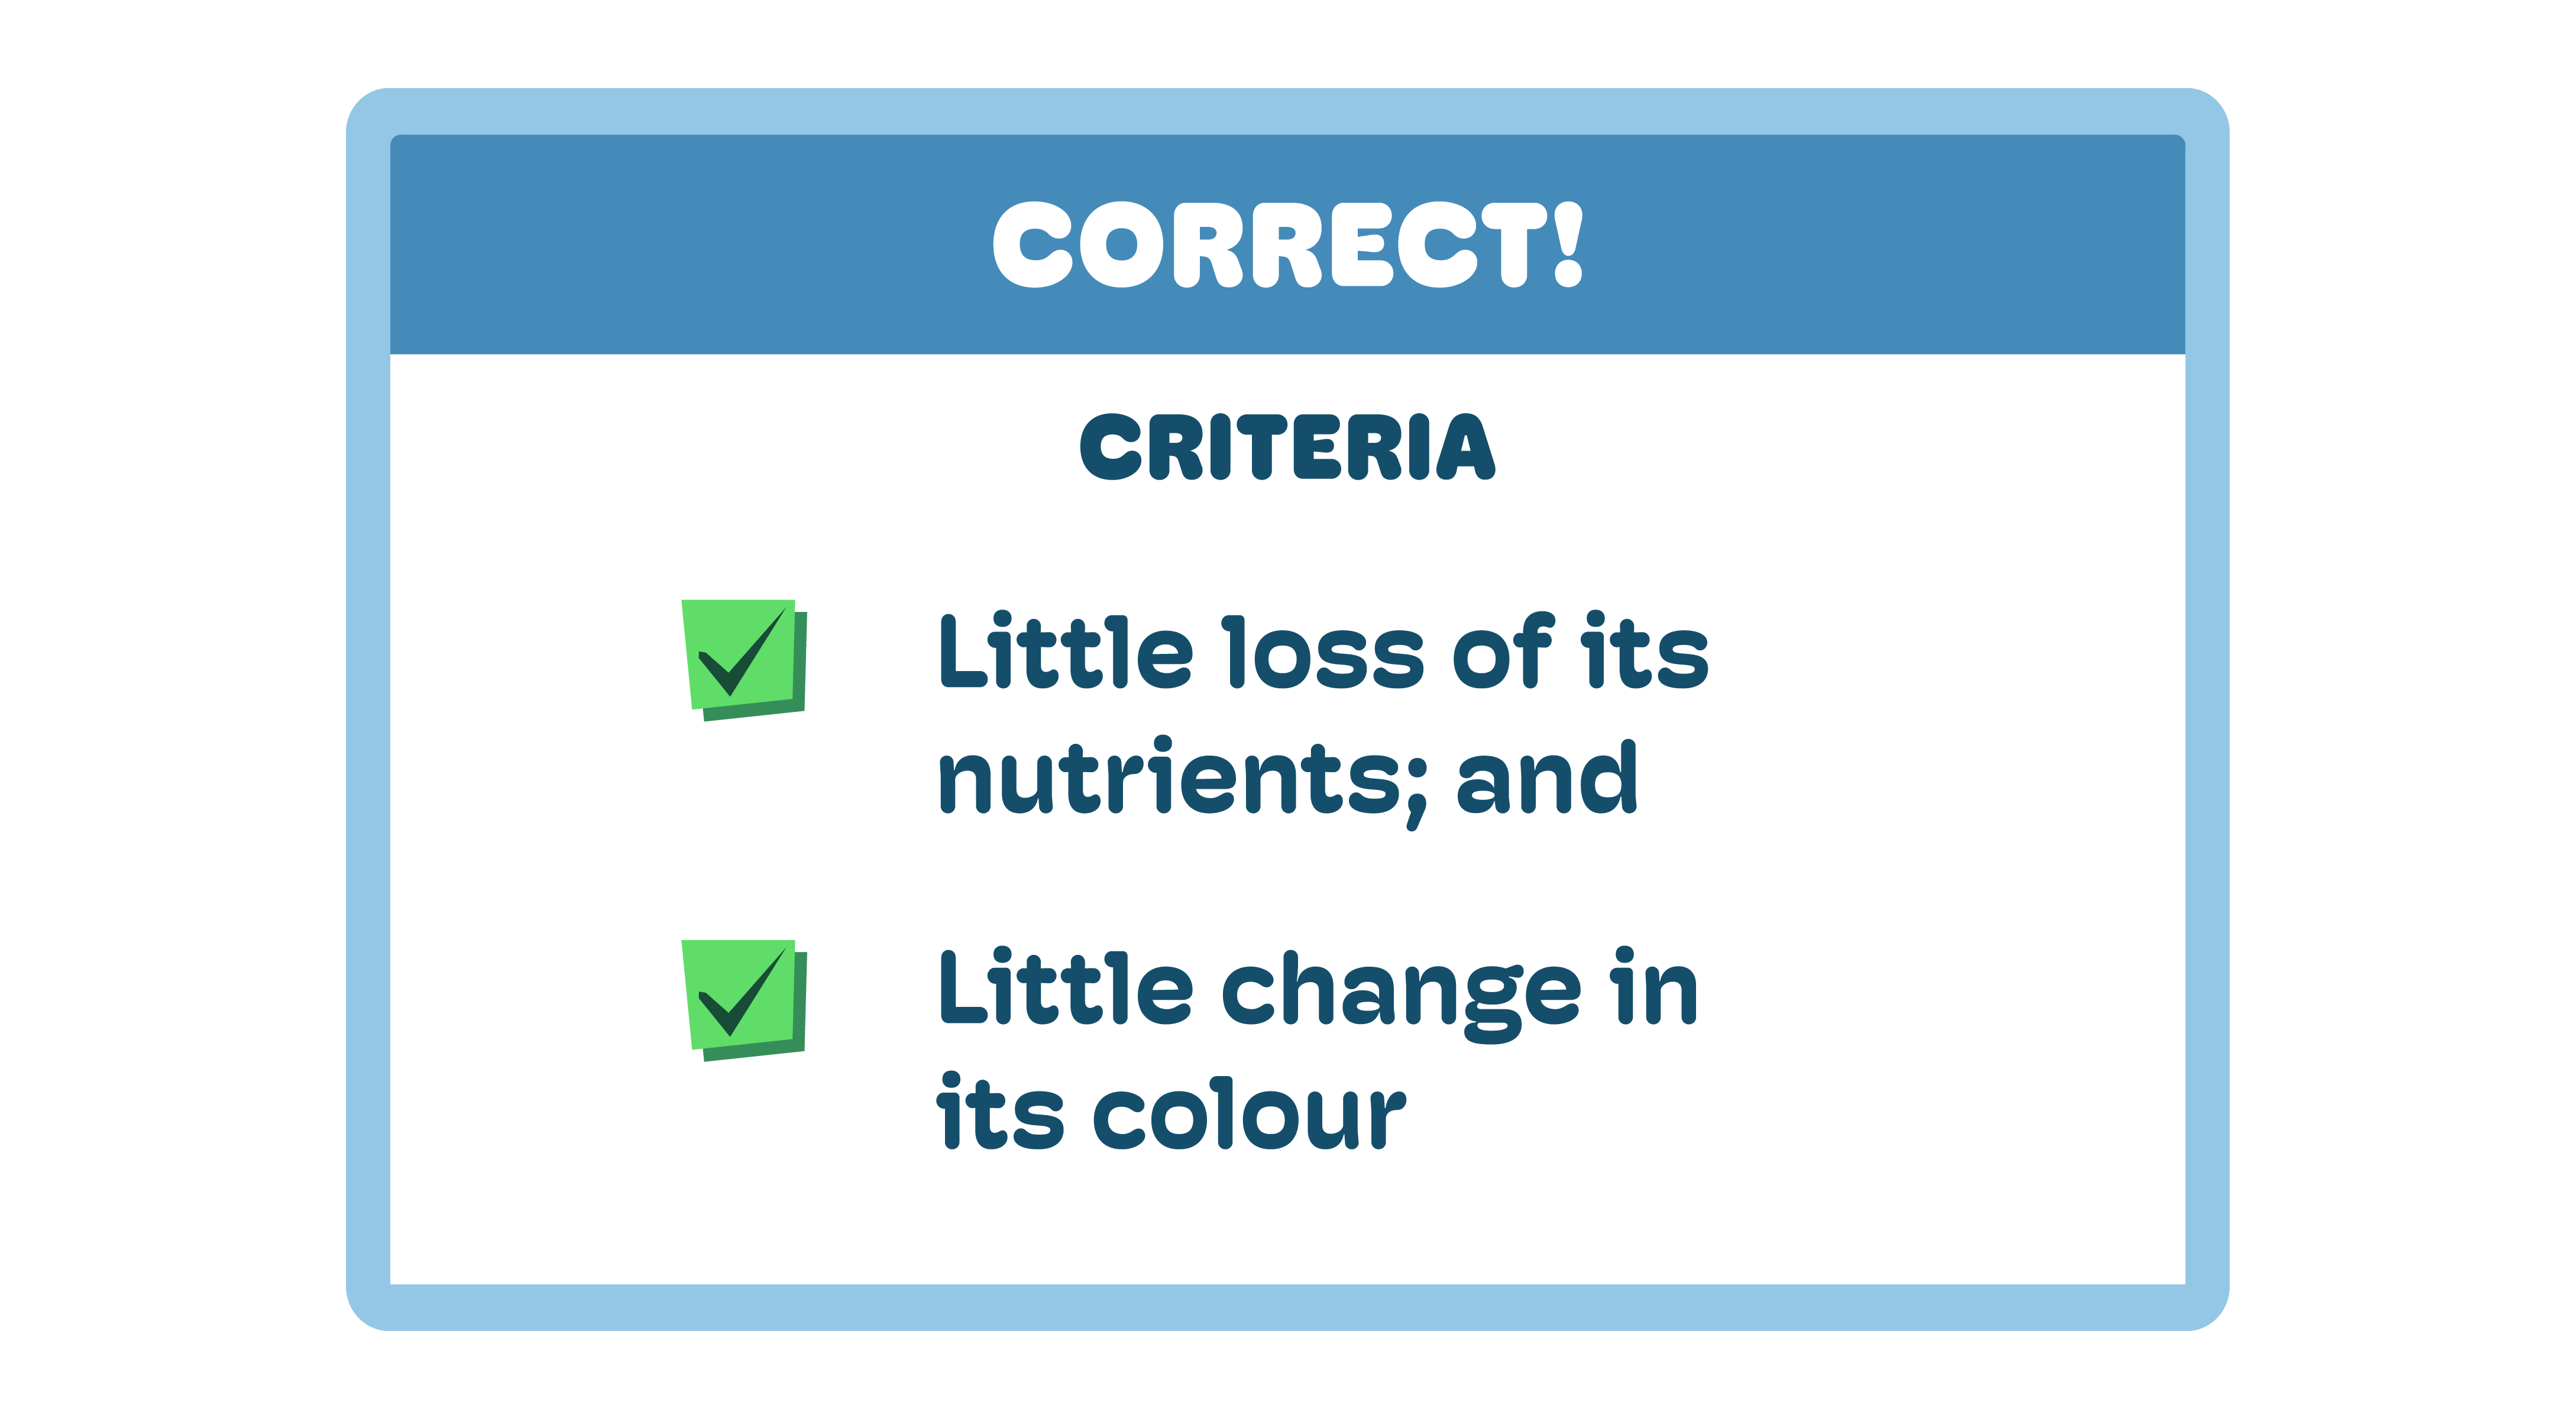 CORRECT!
CRITERIA
Little loss of its
nutrients; and
Little change in
its colour